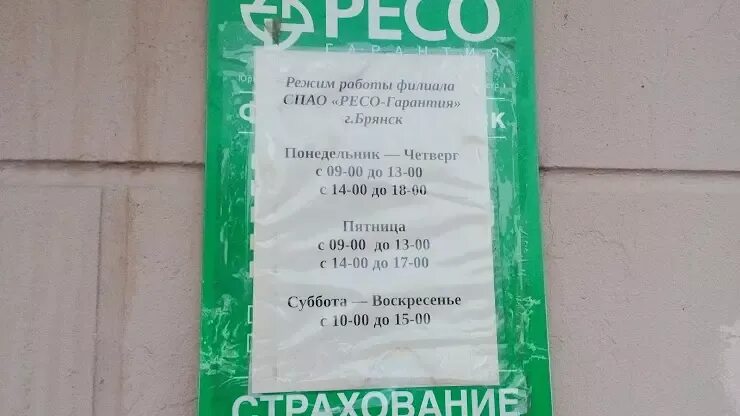 РЕСО
ГАРАНТИЯ
Режим работы филиала
СПАО «РЕСО-Гарантия»
г.Брянск
Понедельник — Четверг
с 09-00 до 13-00
с 14-00 до 18-00
Пятница
с 09-00 до 13-00
с 14-00 до 17-00
Суббота — Воскресенье
с 10-00 до 15-00
СТРАХОВАНИЕ